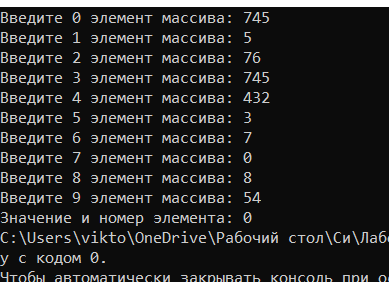 Введите 0 элемент массива: 745
Введите 1 элемент массива: 5
Введите 2 элемент массива: 76
Введите 3 элемент массива: 745
Введите 4 элемент массива: 432
Введите 5 элемент массива: 3
Введите 6 элемент массива: 7
Введите 7 элемент массива: 0
Введите 8 элемент массива: 8
Введите 9 элемент массива: 54
Значение и номер элемента: 0
C:\Users\vikto\OneDrive\Рабочий стол\Си\Лаб
у с кодом 0.
Чтобы автоматически закрывать консоль при ос